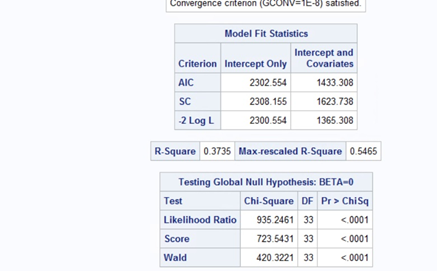 Convergence criterion (GCONV=1E-8) satisfied.
Model Fit Statistics
Criterion Intercept Only Intercept and Covariates
AIC 2302.554 1433.308
SC 2308.155 1623.738
-2 Log L 2300.554 1365.308
R-Square 0.3735 Max-rescaled R-Square 0.5465
Testing Global Null Hypothesis: BETA=0
Test Chi-Square DF Pr > ChiSq
Likelihood Ratio 935.2461 33 <.0001
Score 723.5431 33 <.0001
Wald 420.3221 33 <.0001